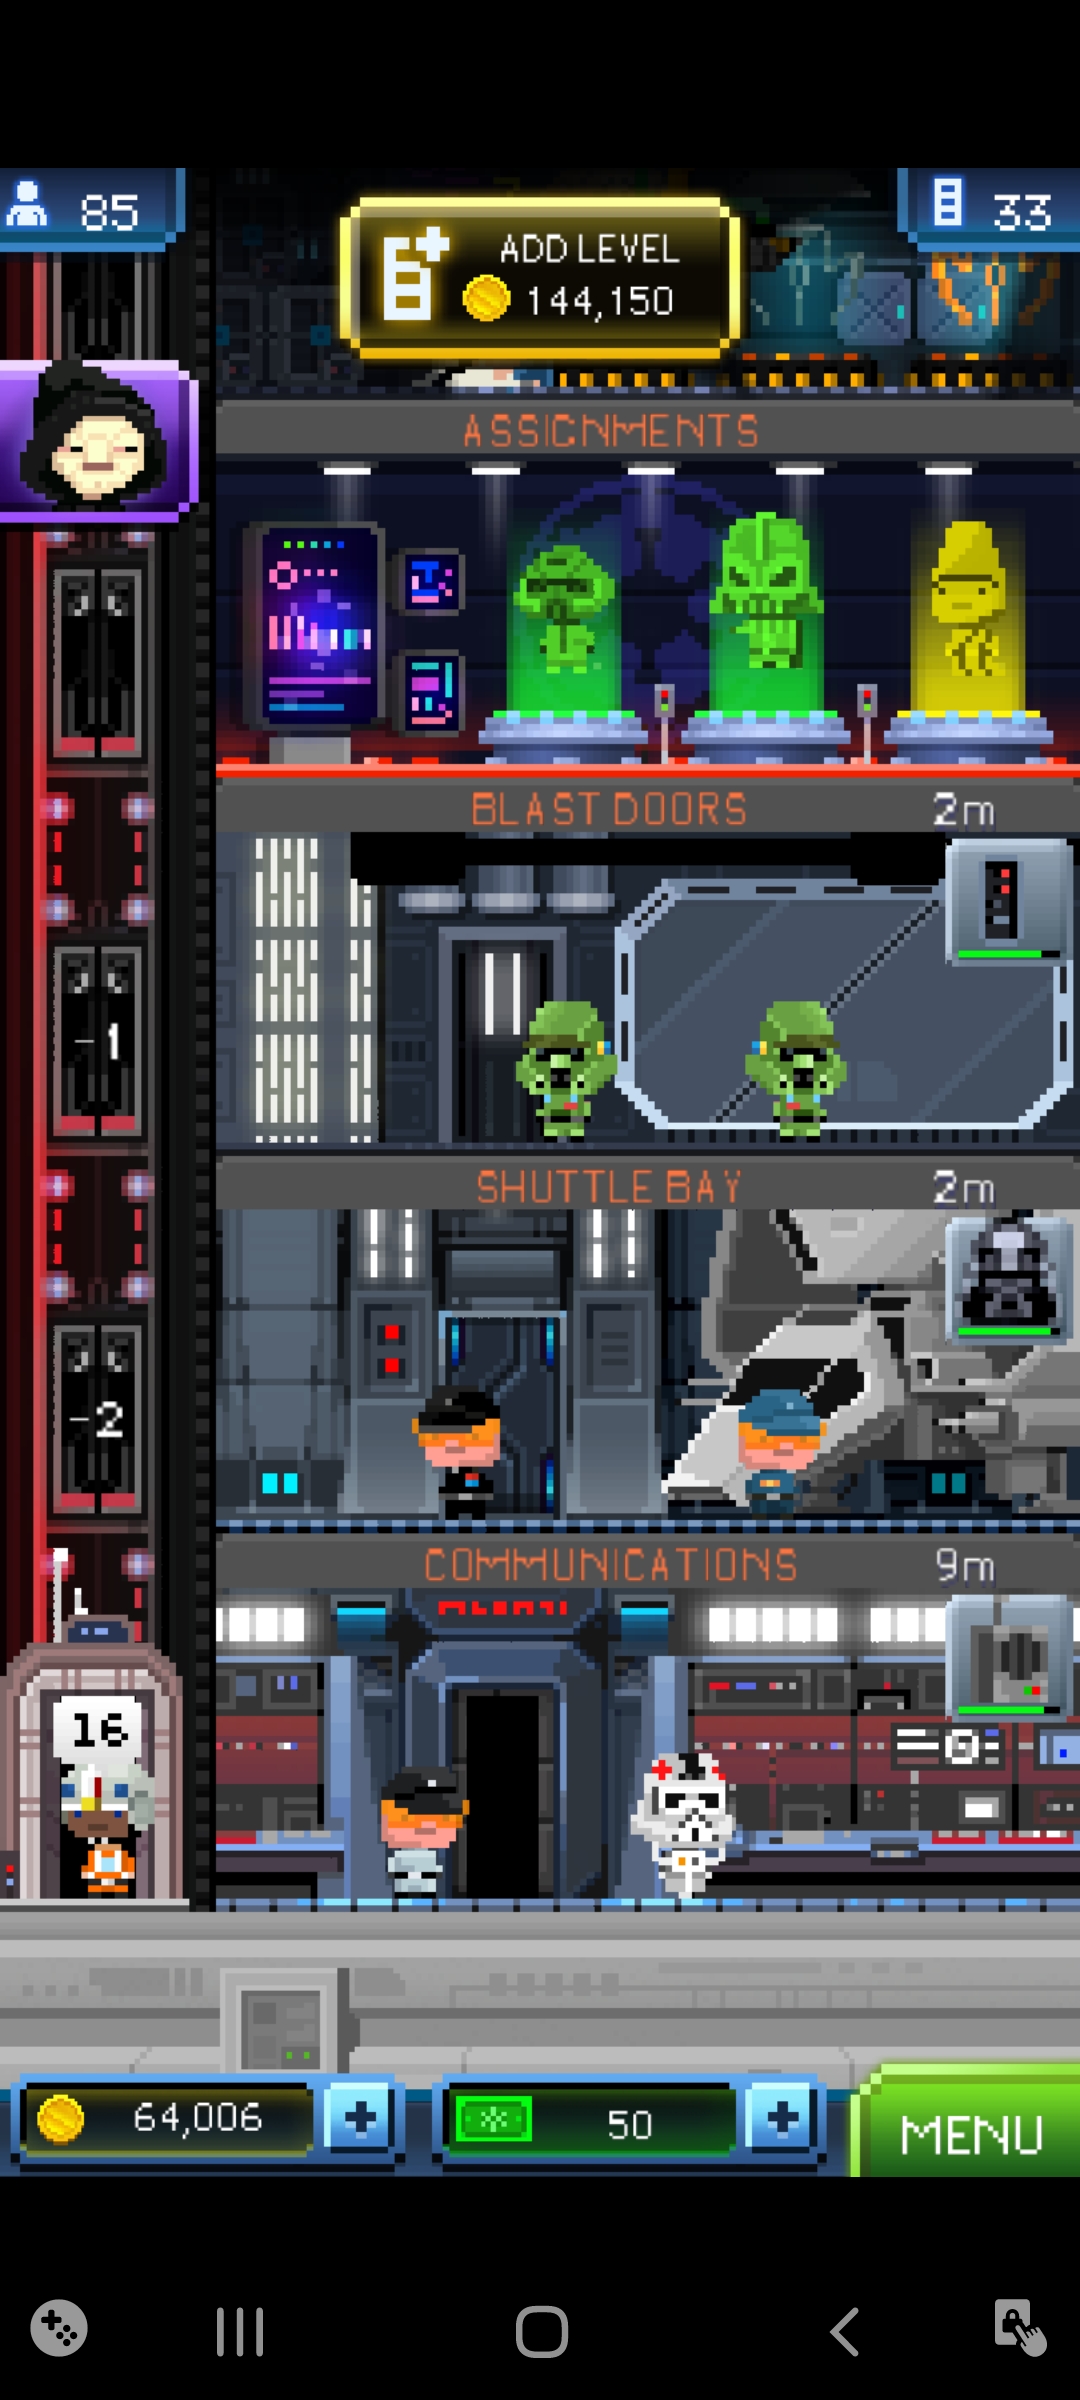 85
ADD LEVEL
33
144,150
ASSIGNMENTS
BLAST DOORS 2m
-1
SHUTTLE BAY 2m
-2
COMMUNICATIONS 9m
16
64,006
50
MENU